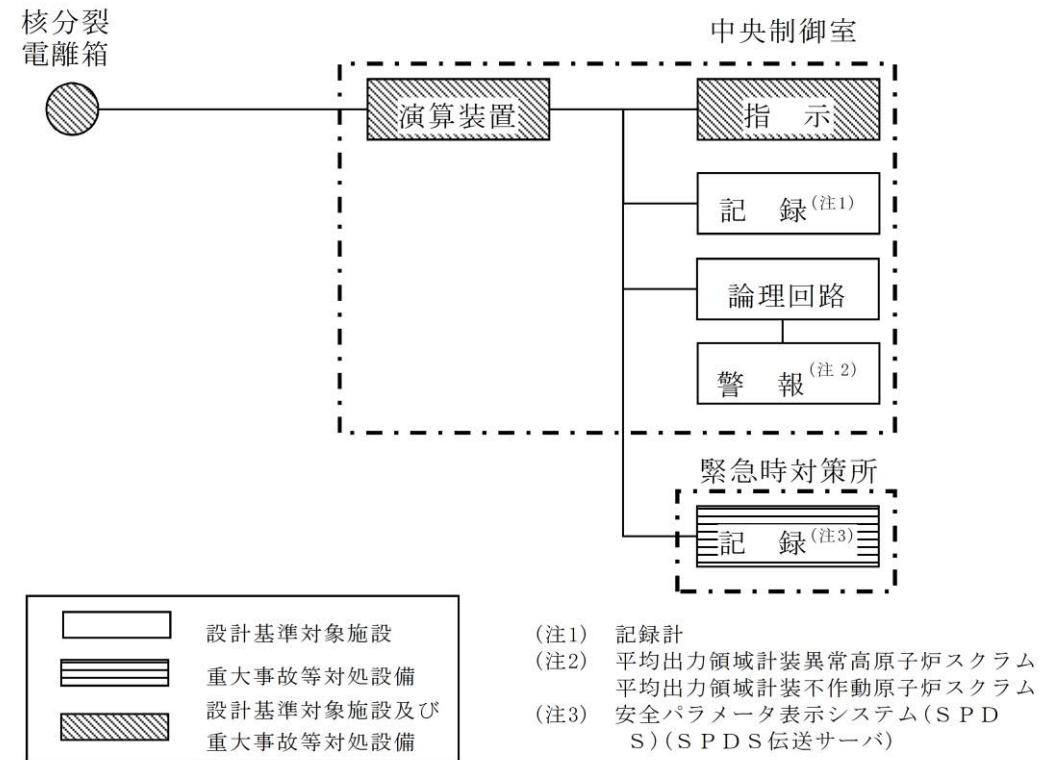 核分裂
電離箱
中央制御室
演算装置
指　示
記　録(注1)
論理回路
警　報(注 2)
緊急時対策所
記　録(注3)
設計基準対象施設
重大事故等対処設備
設計基準対象施設及び
重大事故等対処設備
(注1)　記録計
(注2)　平均出力領域計装異常高原子炉スクラム
平均出力領域計装不作動原子炉スクラム
(注3)　安全パラメータ表示システム(ＳＰＤ
Ｓ)(ＳＰＤＳ伝送サーバ)